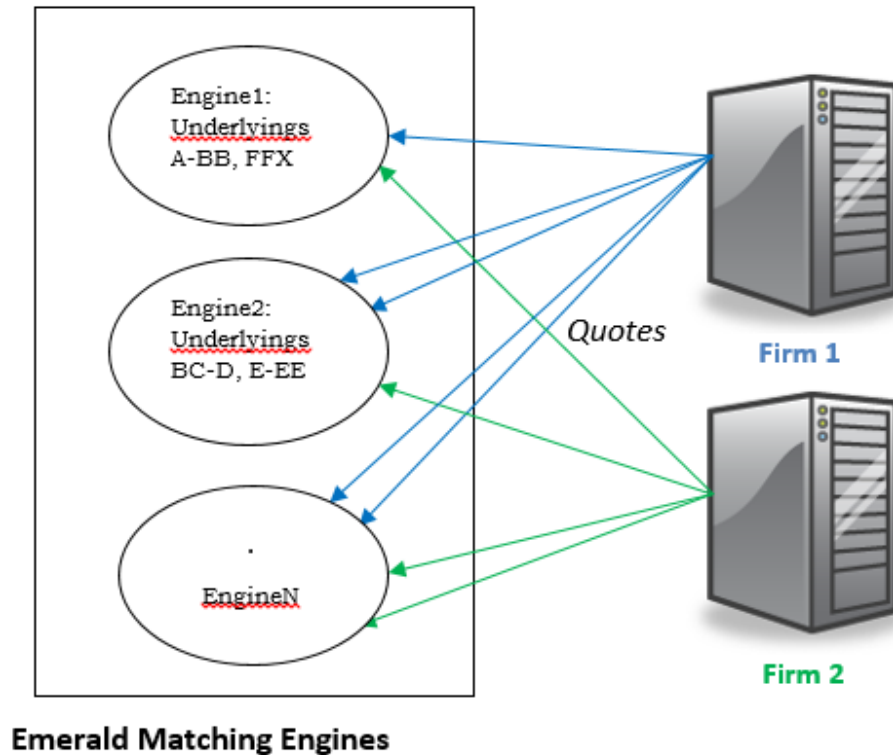 Engine1:
Underlyings
A-BB, FFX
Engine2:
Underlyings
BC-D, E-EE
.
EngineN
Quotes
Firm 1
Firm 2
Emerald Matching Engines